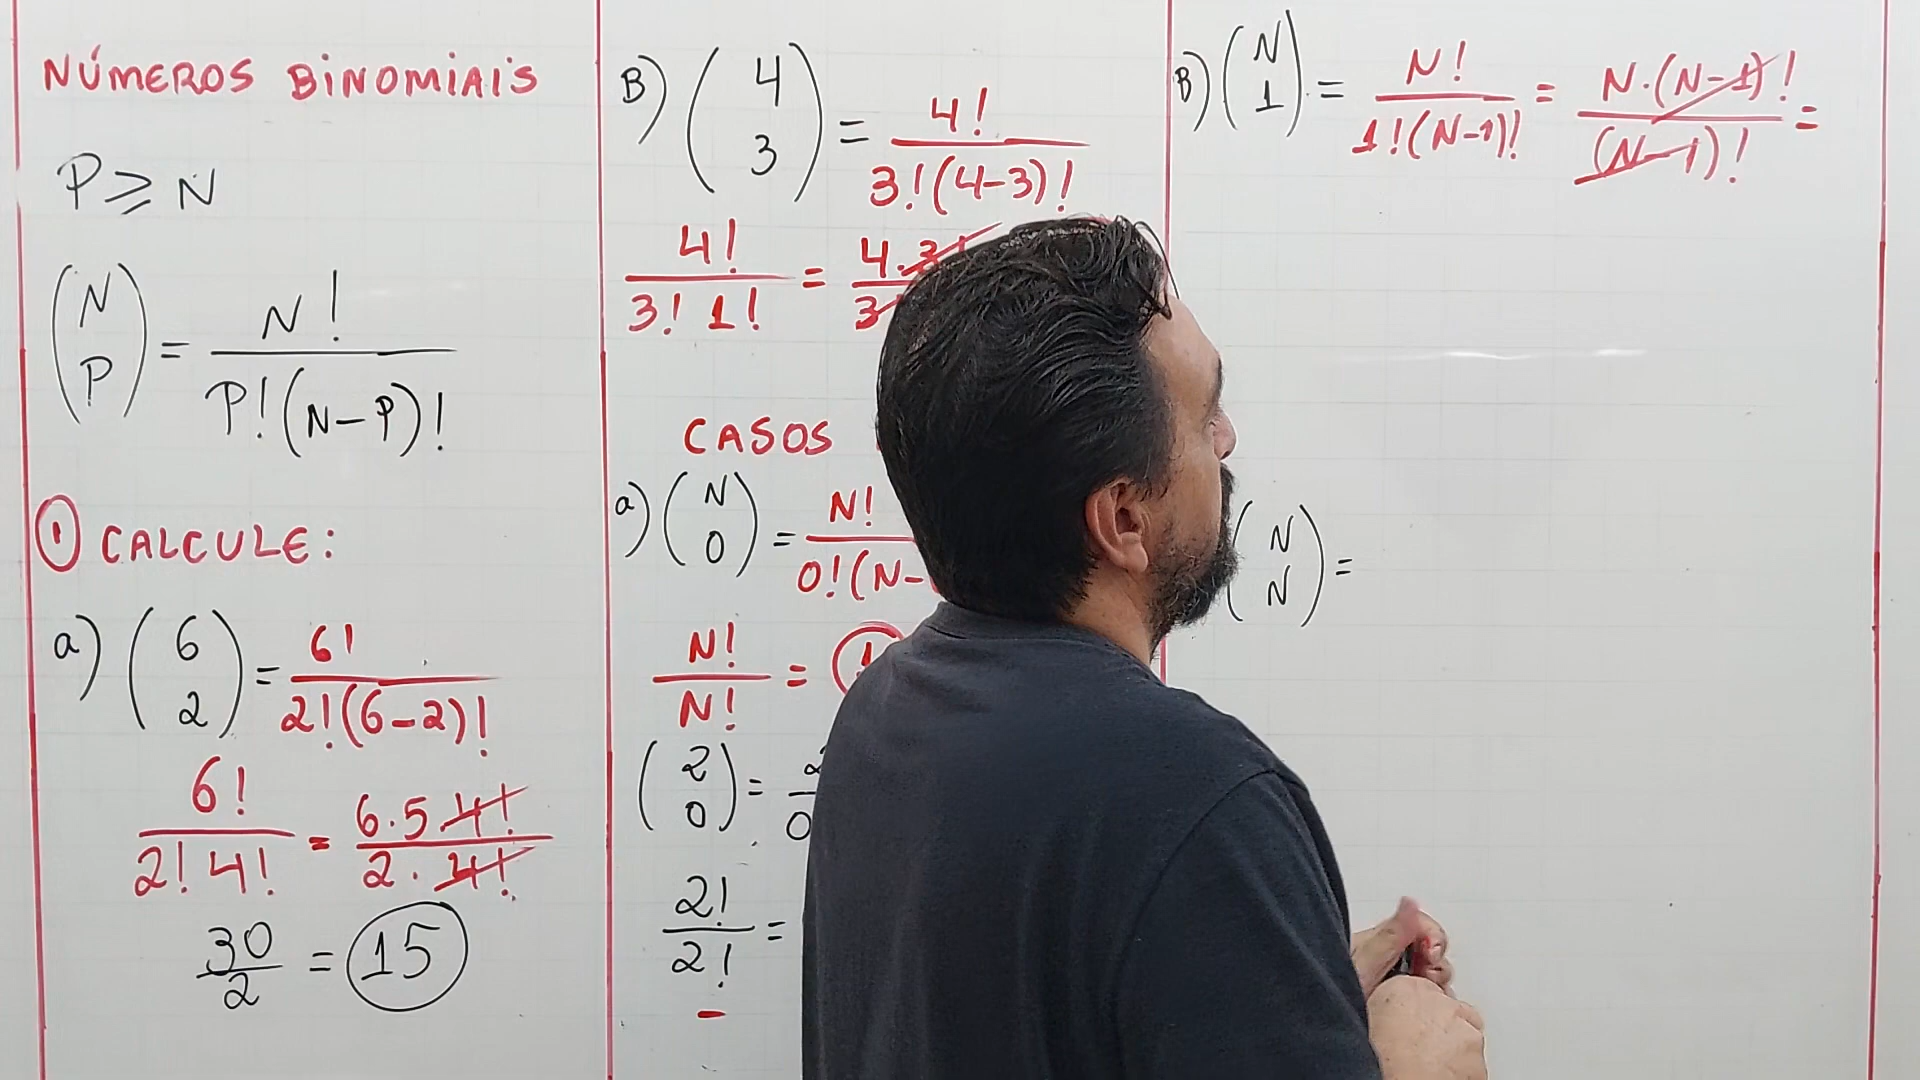 NÚMEROS BINOMIAIS
P ≥ N
(N P) = N! / P!(N-P)!
① CALCULE:
a) (6 2) = 6! / 2!(6-2)!
6! / 2! 4! = 6.5.4! / 2.4!
30/2 = 15
B) (4 3) = 4! / 3!(4-3)!
4! / 3! 1! = 4.3
CASOS
a) (N 0) = N! / 0!(N-
N! / N! =
(2 0) =
2! / 2! =
B) (N 1) = N! / 1!(N-1)! = N.(N-1)! / (N-1)! =
(N N) =